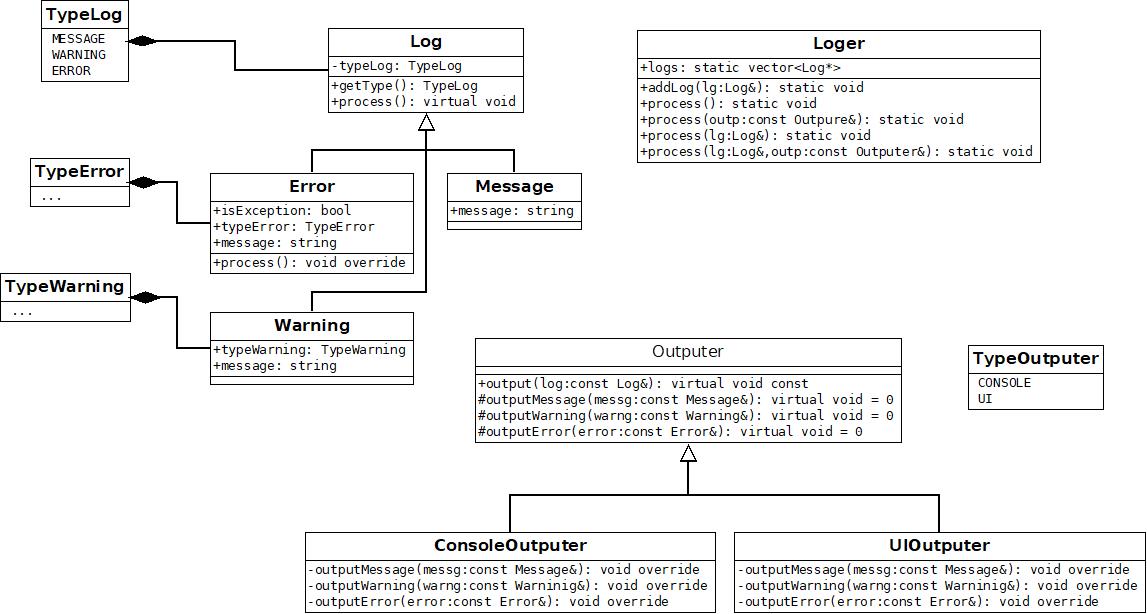 TypeLog
MESSAGE
WARNING
ERROR
Log
-typeLog: TypeLog
+getType(): TypeLog
+process(): virtual void
Loger
+logs: static vector<Log*>
+addLog(lg:Log&): static void
+process(): static void
+process(outp:const Outpure&): static void
+process(lg:Log&): static void
+process(lg:Log&,outp:const Outputer&): static void
TypeError
...
Error
+isException: bool
+typeError: TypeError
+message: string
+process(): void override
Message
+message: string
TypeWarning
...
Warning
+typeWarning: TypeWarning
+message: string
Outputer
+output(log:const Log&): virtual void const
#outputMessage(messg:const Message&): virtual void = 0
#outputWarning(warng:const Warning&): virtual void = 0
#outputError(error:const Error&): virtual void = 0
TypeOutputer
CONSOLE
UI
ConsoleOutputer
-outputMessage(messg:const Message&): void override
-outputWarning(warng:const Warninig&): void override
-outputError(error:const Error&): void override
UIOutputer
-outputMessage(messg:const Message&): void override
-outputWarning(warng:const Warninig&): void override
-outputError(error:const Error&): void override